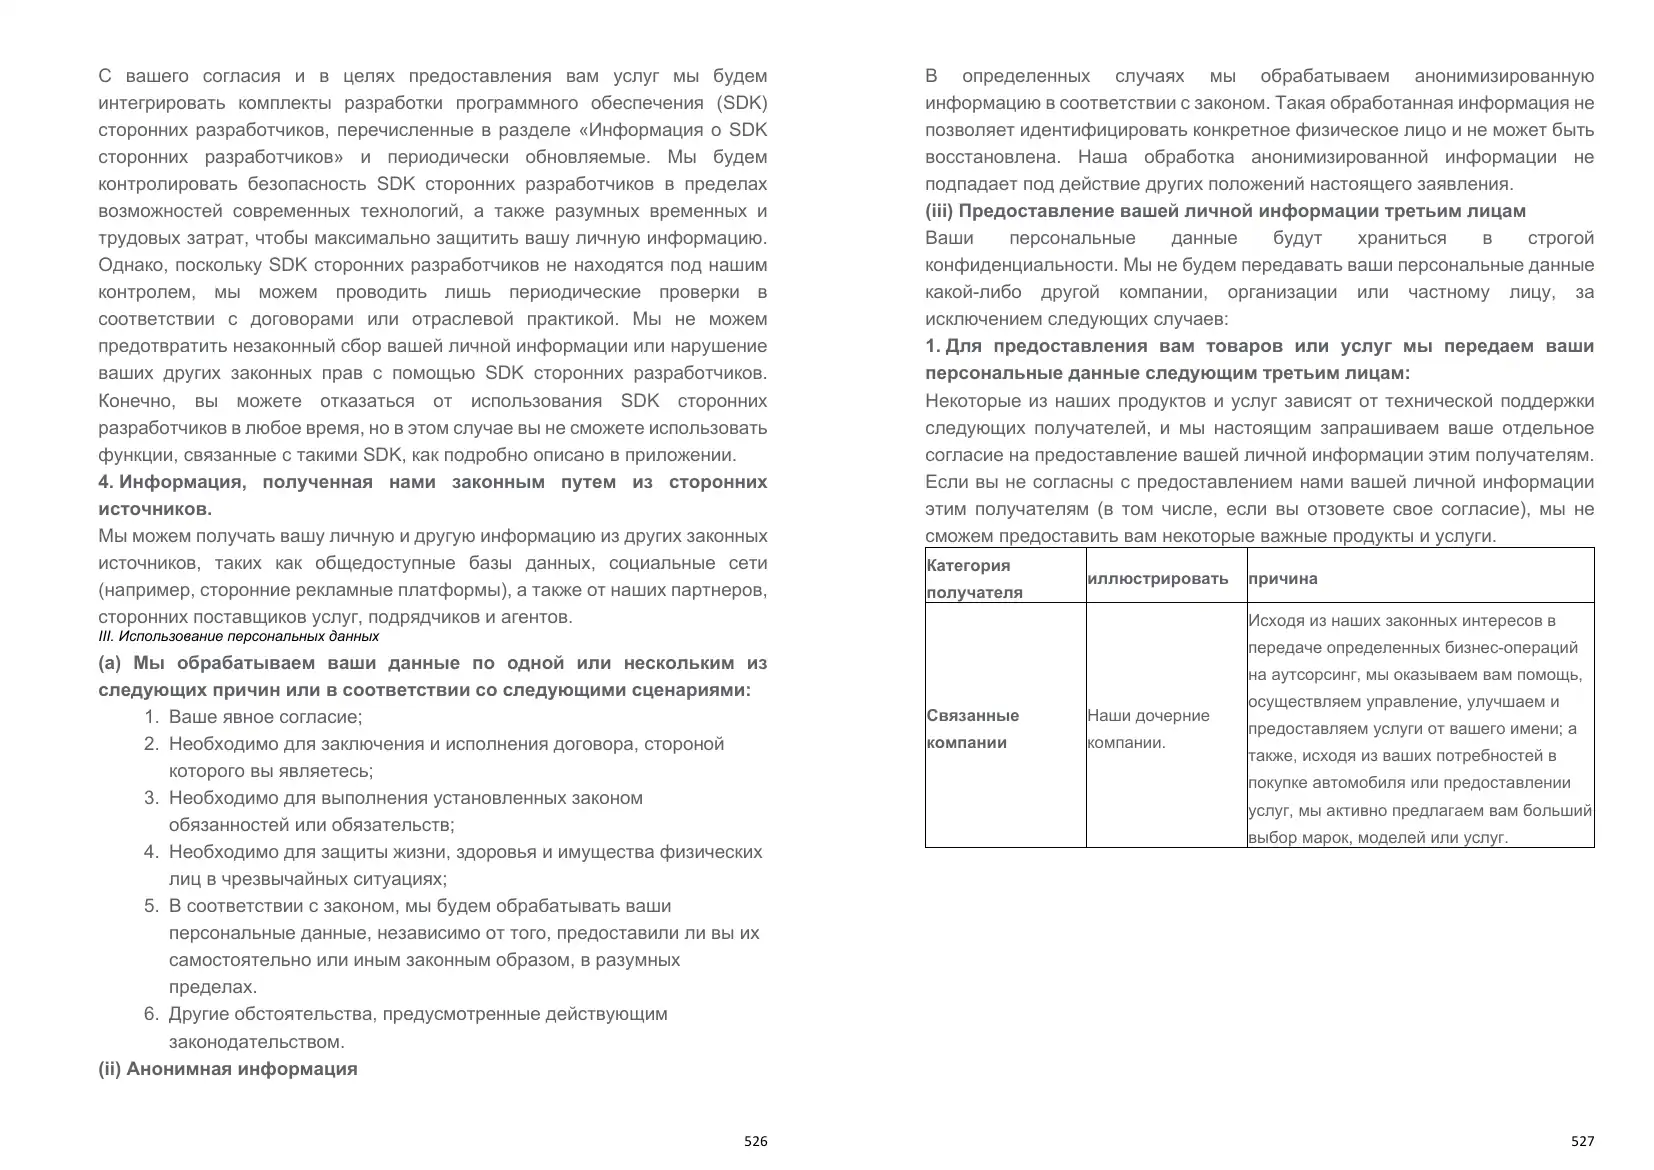 С вашего согласия и в целях предоставления вам услуг мы будем
интегрировать комплекты разработки программного обеспечения (SDK)
сторонних разработчиков, перечисленные в разделе «Информация о SDK
сторонних разработчиков» и периодически обновляемые. Мы будем
контролировать безопасность SDK сторонних разработчиков в пределах
возможностей современных технологий, а также разумных временных и
трудовых затрат, чтобы максимально защитить вашу личную информацию.
Однако, поскольку SDK сторонних разработчиков не находятся под нашим
контролем, мы можем проводить лишь периодические проверки в
соответствии с договорами или отраслевой практикой. Мы не можем
предотвратить незаконный сбор вашей личной информации или нарушение
ваших других законных прав с помощью SDK сторонних разработчиков.
Конечно, вы можете отказаться от использования SDK сторонних
разработчиков в любое время, но в этом случае вы не сможете использовать
функции, связанные с такими SDK, как подробно описано в приложении.
4. Информация, полученная нами законным путем из сторонних
источников.
Мы можем получать вашу личную и другую информацию из других законных
источников, таких как общедоступные базы данных, социальные сети
(например, сторонние рекламные платформы), а также от наших партнеров,
сторонних поставщиков услуг, подрядчиков и агентов.
III. Использование персональных данных
(a) Мы обрабатываем ваши данные по одной или нескольким из
следующих причин или в соответствии со следующими сценариями:
1. Ваше явное согласие;
2. Необходимо для заключения и исполнения договора, стороной
которого вы являетесь;
3. Необходимо для выполнения установленных законом
обязанностей или обязательств;
4. Необходимо для защиты жизни, здоровья и имущества физических
лиц в чрезвычайных ситуациях;
5. В соответствии с законом, мы будем обрабатывать ваши
персональные данные, независимо от того, предоставили ли вы их
самостоятельно или иным законным образом, в разумных
пределах.
6. Другие обстоятельства, предусмотренные действующим
законодательством.
(ii) Анонимная информация
526
В определенных случаях мы обрабатываем анонимизированную
информацию в соответствии с законом. Такая обработанная информация не
позволяет идентифицировать конкретное физическое лицо и не может быть
восстановлена. Наша обработка анонимизированной информации не
подпадает под действие других положений настоящего заявления.
(iii) Предоставление вашей личной информации третьим лицам
Ваши персональные данные будут храниться в строгой
конфиденциальности. Мы не будем передавать ваши персональные данные
какой-либо другой компании, организации или частному лицу, за
исключением следующих случаев:
1. Для предоставления вам товаров или услуг мы передаем ваши
персональные данные следующим третьим лицам:
Некоторые из наших продуктов и услуг зависят от технической поддержки
следующих получателей, и мы настоящим запрашиваем ваше отдельное
согласие на предоставление вашей личной информации этим получателям.
Если вы не согласны с предоставлением нами вашей личной информации
этим получателям (в том числе, если вы отзовете свое согласие), мы не
сможем предоставить вам некоторые важные продукты и услуги.
Категория
получателя
иллюстрировать
причина
Связанные
компании
Наши дочерние
компании.
Исходя из наших законных интересов в
передаче определенных бизнес-операций
на аутсорсинг, мы оказываем вам помощь,
осуществляем управление, улучшаем и
предоставляем услуги от вашего имени; а
также, исходя из ваших потребностей в
покупке автомобиля или предоставлении
услуг, мы активно предлагаем вам больший
выбор марок, моделей или услуг.
527